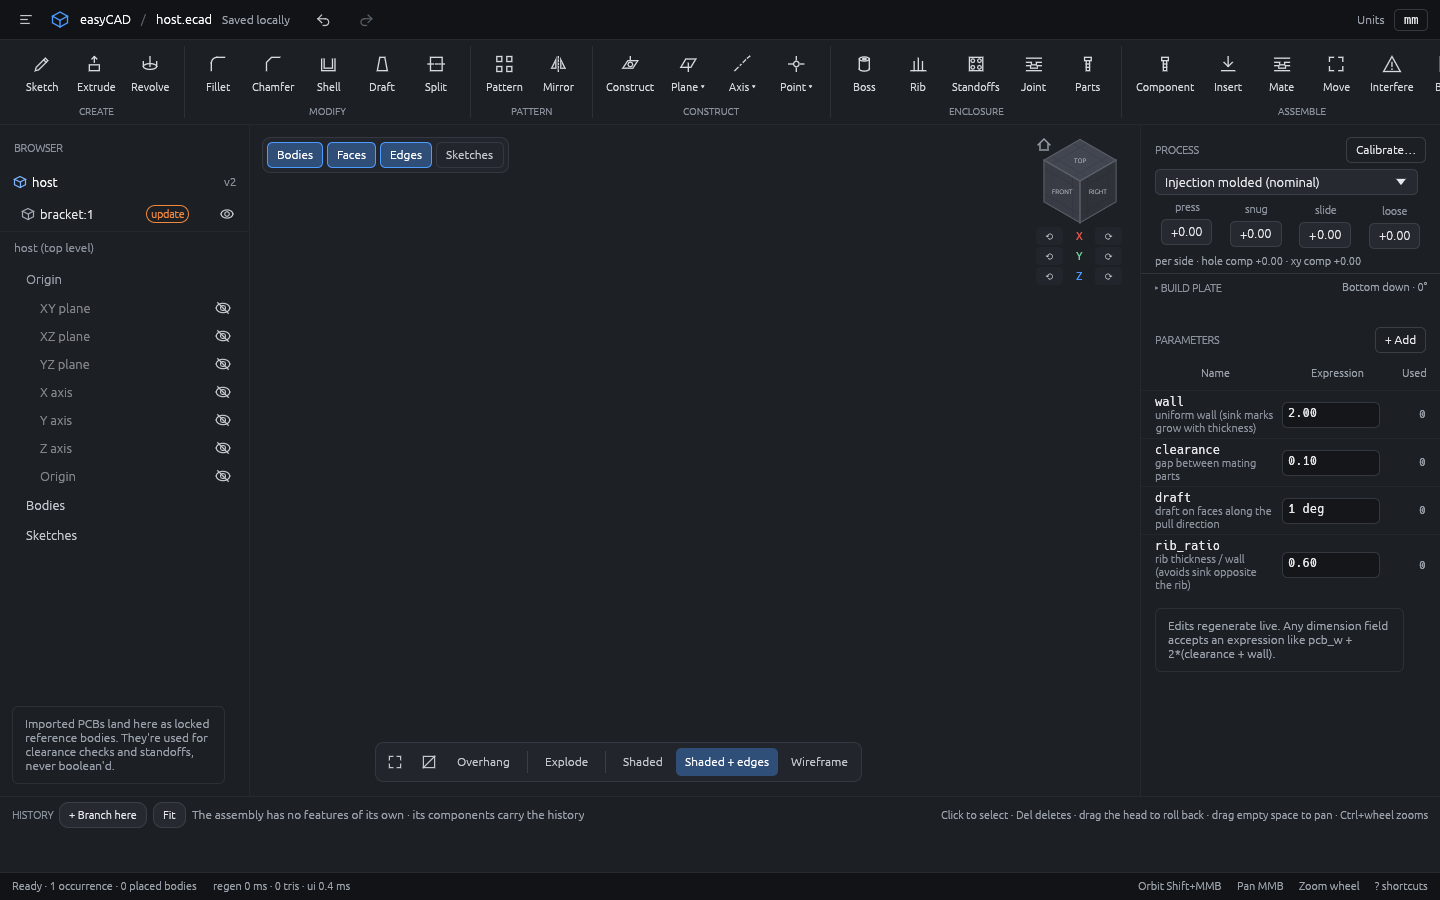 easyCAD / host.ecad Saved locally
Units mm
Sketch Extrude Revolve
CREATE
Fillet Chamfer Shell Draft Split
MODIFY
Pattern Mirror
PATTERN
Construct Plane Axis Point
CONSTRUCT
Boss Rib Standoffs Joint Parts
ENCLOSURE
Component Insert Mate Move Interfere
ASSEMBLE
BROWSER
host v2
bracket:1 update
host (top level)
Origin
XY plane
XZ plane
YZ plane
X axis
Y axis
Z axis
Origin
Bodies
Sketches
Imported PCBs land here as locked
reference bodies. They're used for
clearance checks and standoffs,
never boolean'd.
Bodies Faces Edges Sketches
TOP
FRONT RIGHT
X
Y
Z
Overhang Explode Shaded Shaded + edges Wireframe
PROCESS Calibrate...
Injection molded (nominal)
press snug slide loose
+0.00 +0.00 +0.00 +0.00
per side · hole comp +0.00 · xy comp +0.00
BUILD PLATE Bottom down · 0°
PARAMETERS + Add
Name Expression Used
wall
uniform wall (sink marks
grow with thickness)
2.00 0
clearance
gap between mating
parts
0.10 0
draft
draft on faces along the
pull direction
1 deg 0
rib_ratio
rib thickness / wall
(avoids sink opposite
the rib)
0.60 0
Edits regenerate live. Any dimension field
accepts an expression like pcb_w +
2*(clearance + wall).
HISTORY + Branch here Fit The assembly has no features of its own · its components carry the history
Click to select · Del deletes · drag the head to roll back · drag empty space to pan · Ctrl+wheel zooms
Ready · 1 occurrence · 0 placed bodies regen 0 ms · 0 tris · ui 0.4 ms
Orbit Shift+MMB Pan MMB Zoom wheel ? shortcuts